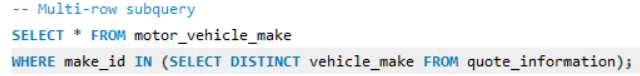 -- Multi-row subquery
SELECT * FROM motor_vehicle_make
WHERE make_id IN (SELECT DISTINCT vehicle_make FROM quote_information);